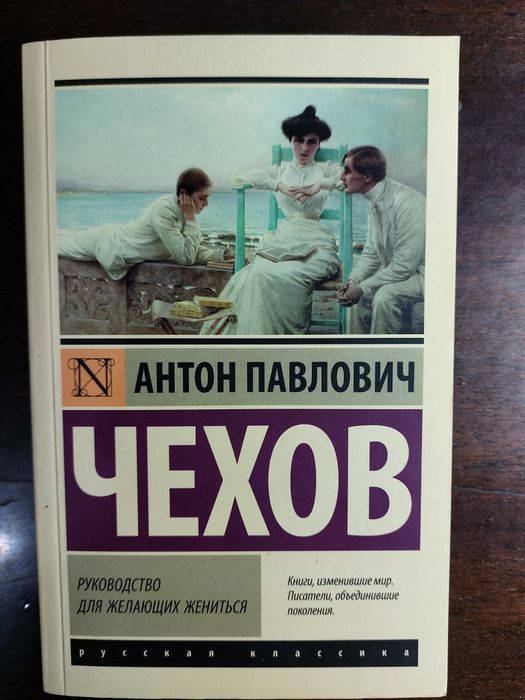 N
АНТОН ПАВЛОВИЧ
ЧЕХОВ
РУКОВОДСТВО
ДЛЯ ЖЕЛАЮЩИХ ЖЕНИТЬСЯ
Книги, изменившие мир.
Писатели, объединившие
поколения.
русская классика